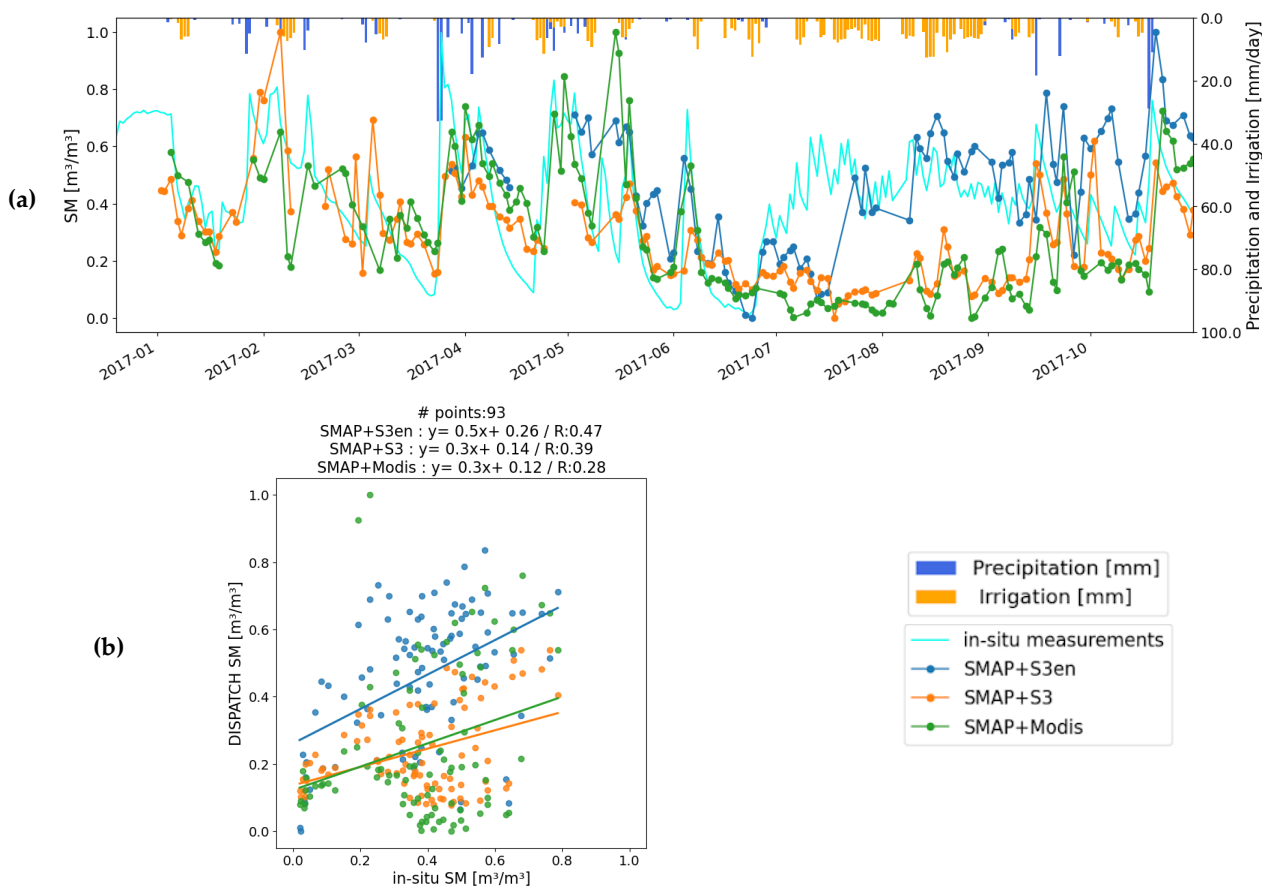 (a)
SM [m³/m³]
1.0
0.8
0.6
0.4
0.2
0.0
0.0
20.0
40.0
60.0
80.0
100.0
Precipitation and Irrigation [mm/day]
2017-01
2017-02
2017-03
2017-04
2017-05
2017-06
2017-07
2017-08
2017-09
2017-10
# points:93
SMAP+S3en : y= 0.5x+ 0.26 / R:0.47
SMAP+S3 : y= 0.3x+ 0.14 / R:0.39
SMAP+Modis : y= 0.3x+ 0.12 / R:0.28
(b)
DISPATCH SM [m³/m³]
1.0
0.8
0.6
0.4
0.2
0.0
0.0
0.2
0.4
0.6
0.8
1.0
in-situ SM [m³/m³]
Precipitation [mm]
Irrigation [mm]
in-situ measurements
SMAP+S3en
SMAP+S3
SMAP+Modis